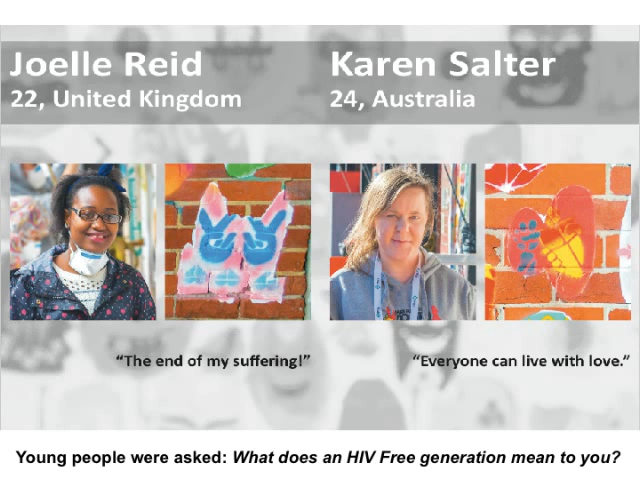 Joelle Reid
22, United Kingdom
Karen Salter
24, Australia
“The end of my suffering!”
“Everyone can live with love.”
Young people were asked: What does an HIV Free generation mean to you?